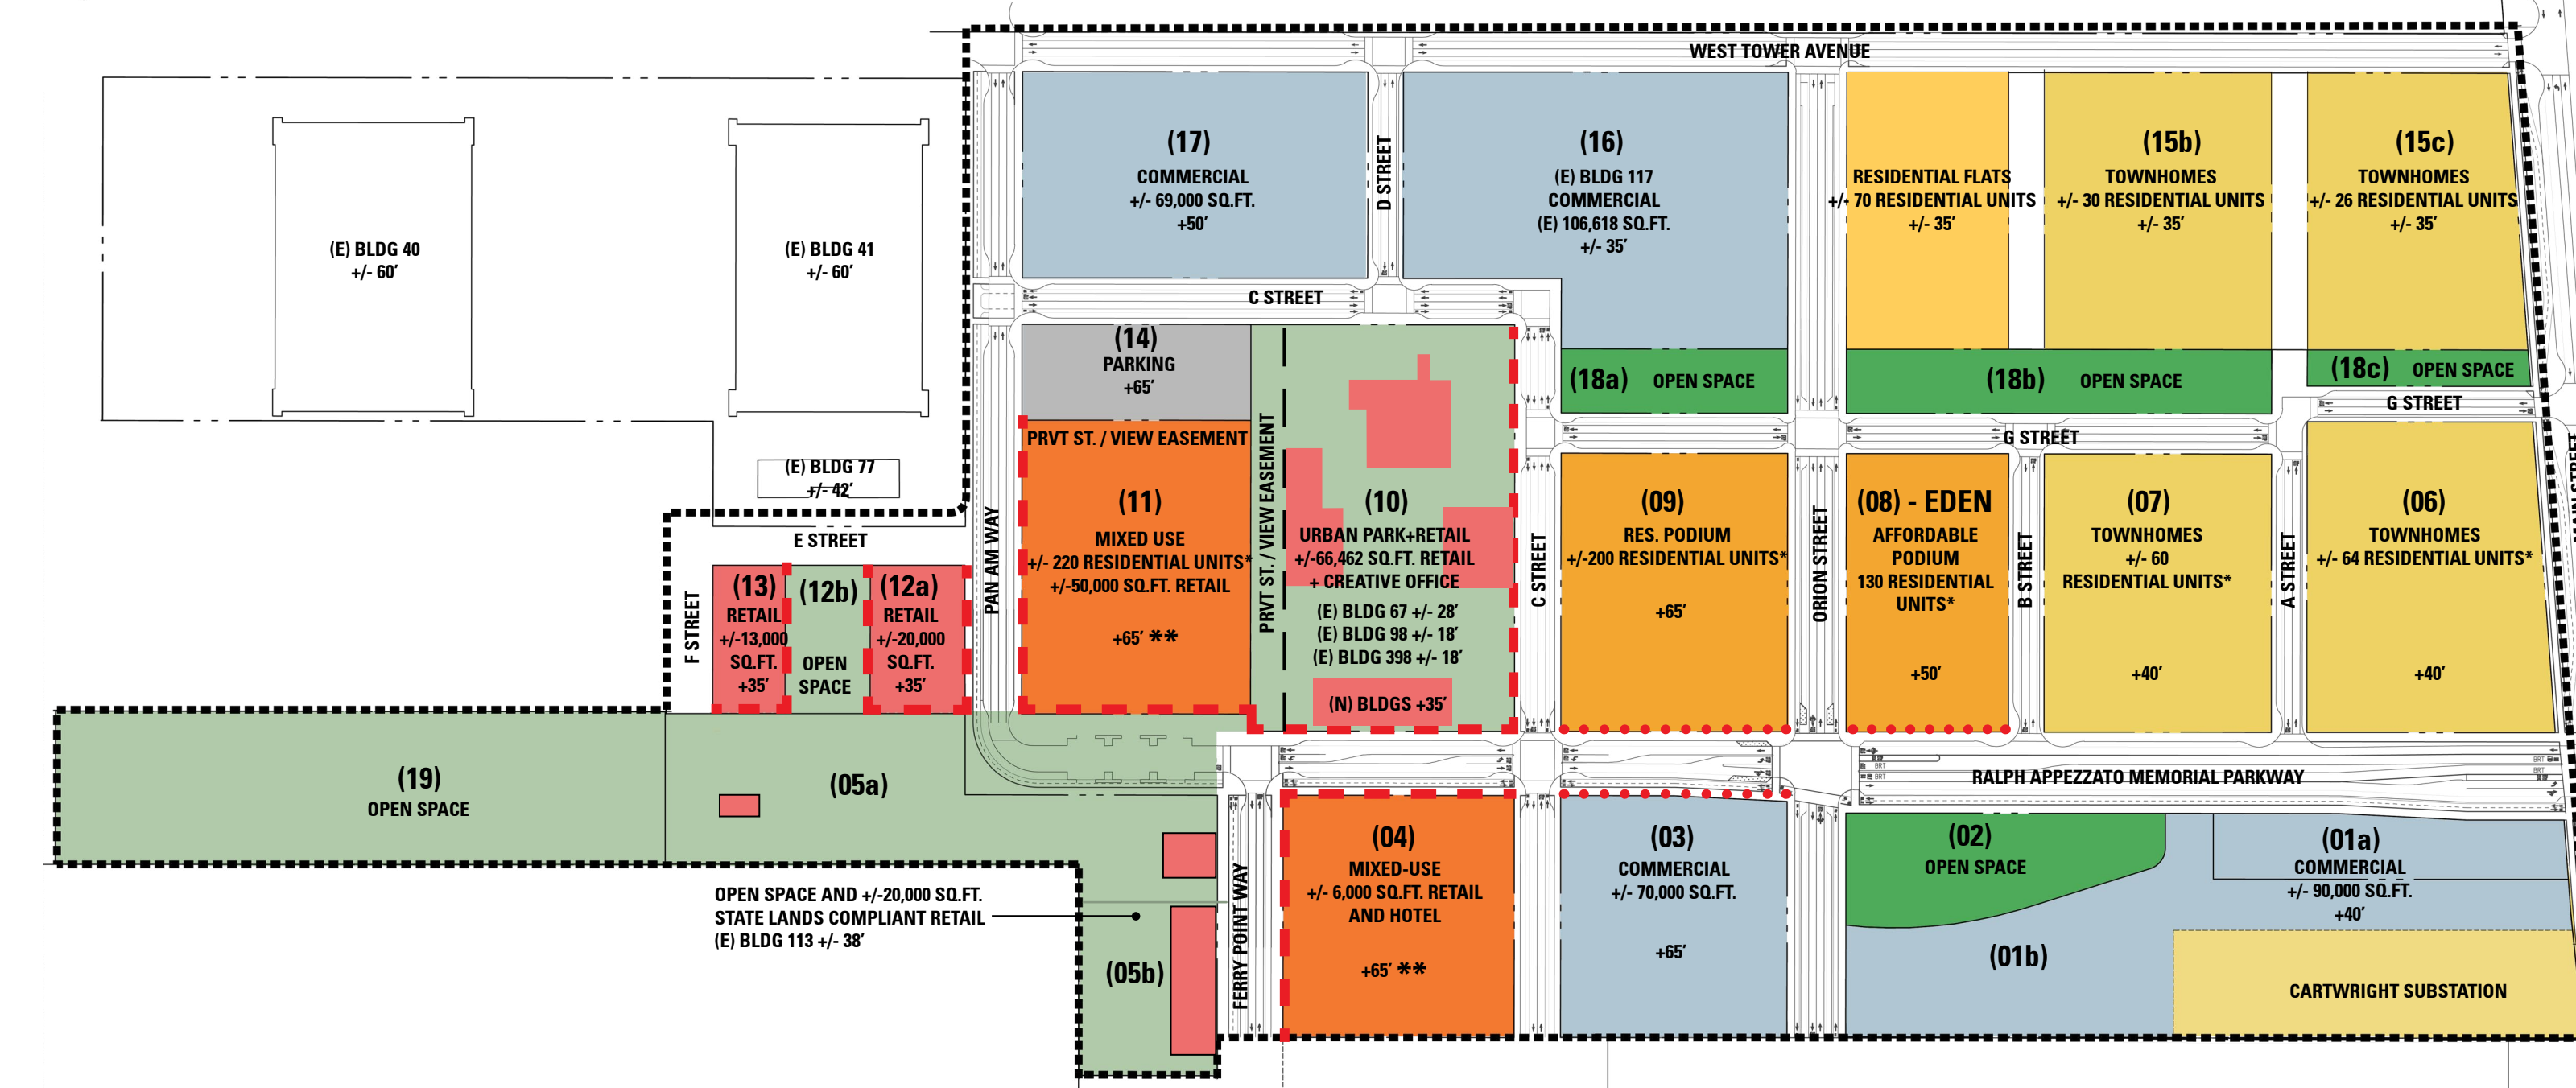 WEST TOWER AVENUE
(17)
COMMERCIAL
+/- 69,000 SQ.FT.
+50’
D STREET
(16)
(E) BLDG 117
COMMERCIAL
(E) 106,618 SQ.FT.
+/- 35’
RESIDENTIAL FLATS
+/- 70 RESIDENTIAL UNITS
+/- 35’
(15b)
TOWNHOMES
+/- 30 RESIDENTIAL UNITS
+/- 35’
(15c)
TOWNHOMES
+/- 26 RESIDENTIAL UNITS
+/- 35’
(E) BLDG 40
+/- 60’
(E) BLDG 41
+/- 60’
(E) BLDG 77
+/- 42’
C STREET
(14)
PARKING
+65’
(18a) OPEN SPACE
(18b) OPEN SPACE
(18c) OPEN SPACE
G STREET
G STREET
PRVT ST. / VIEW EASEMENT
(11)
MIXED USE
+/- 220 RESIDENTIAL UNITS*
+/-50,000 SQ.FT. RETAIL
+65’ **
PRVT ST. / VIEW EASEMENT
(10)
URBAN PARK+RETAIL
+/-66,462 SQ.FT. RETAIL
+ CREATIVE OFFICE
(E) BLDG 67 +/- 28’
(E) BLDG 98 +/- 18’
(E) BLDG 398 +/- 18’
(N) BLDGS +35’
C STREET
(09)
RES. PODIUM
+/-200 RESIDENTIAL UNITS*
+65’
ORION STREET
(08) - EDEN
AFFORDABLE
PODIUM
130 RESIDENTIAL
UNITS*
+50’
B STREET
(07)
TOWNHOMES
+/- 60
RESIDENTIAL UNITS*
+40’
A STREET
(06)
TOWNHOMES
+/- 64 RESIDENTIAL UNITS*
+40’
MAIN STREET
E STREET
F STREET
PAN AM WAY
(13)
RETAIL
+/-13,000
SQ.FT.
+35’
(12b)
OPEN
SPACE
(12a)
RETAIL
+/-20,000
SQ.FT.
+35’
(19)
OPEN SPACE
(05a)
RALPH APPEZZATO MEMORIAL PARKWAY
BRT
BRT
BRT
BRT
OPEN SPACE AND +/-20,000 SQ.FT.
STATE LANDS COMPLIANT RETAIL
(E) BLDG 113 +/- 38’
(05b)
FERRY POINT WAY
(04)
MIXED-USE
+/- 6,000 SQ.FT. RETAIL
AND HOTEL
+65’ **
(03)
COMMERCIAL
+/- 70,000 SQ.FT.
+65’
(02)
OPEN SPACE
(01a)
COMMERCIAL
+/- 90,000 SQ.FT.
+40’
(01b)
CARTWRIGHT SUBSTATION